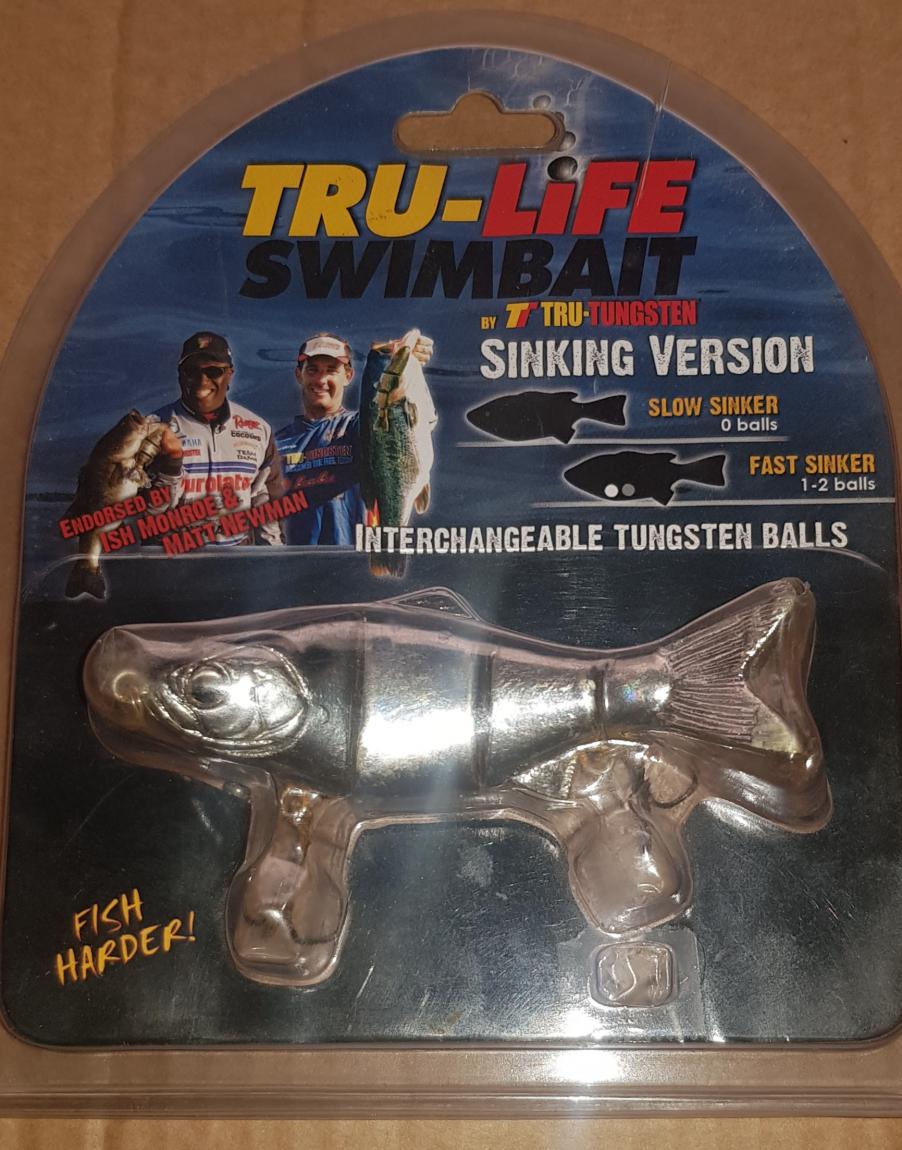 TRU-LiFE
SWIMBAIT
BY TT TRU-TUNGSTEN
SINKING VERSION
SLOW SINKER
0 balls
FAST SINKER
1-2 balls
ENDORSED BY
ISH MONROE &
MATT NEWMAN
INTERCHANGEABLE TUNGSTEN BALLS
FISH
HARDER!